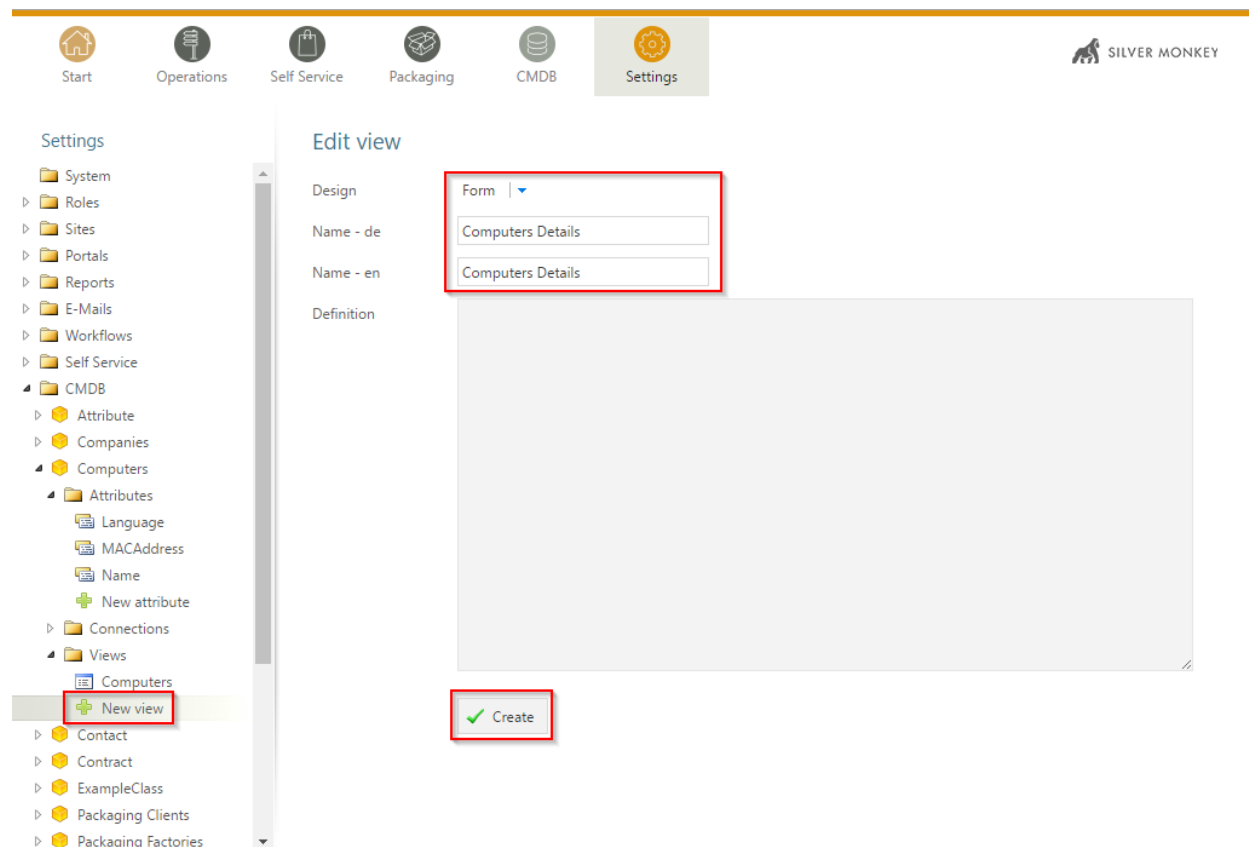 Start
Operations
Self Service
Packaging
CMDB
Settings
SILVER MONKEY
Settings
System
Roles
Sites
Portals
Reports
E-Mails
Workflows
Self Service
CMDB
Attribute
Companies
Computers
Attributes
Language
MACAddress
Name
New attribute
Connections
Views
Computers
New view
Contact
Contract
ExampleClass
Packaging Clients
Packaging Factories
Edit view
Design Form
Name - de Computers Details
Name - en Computers Details
Definition
Create